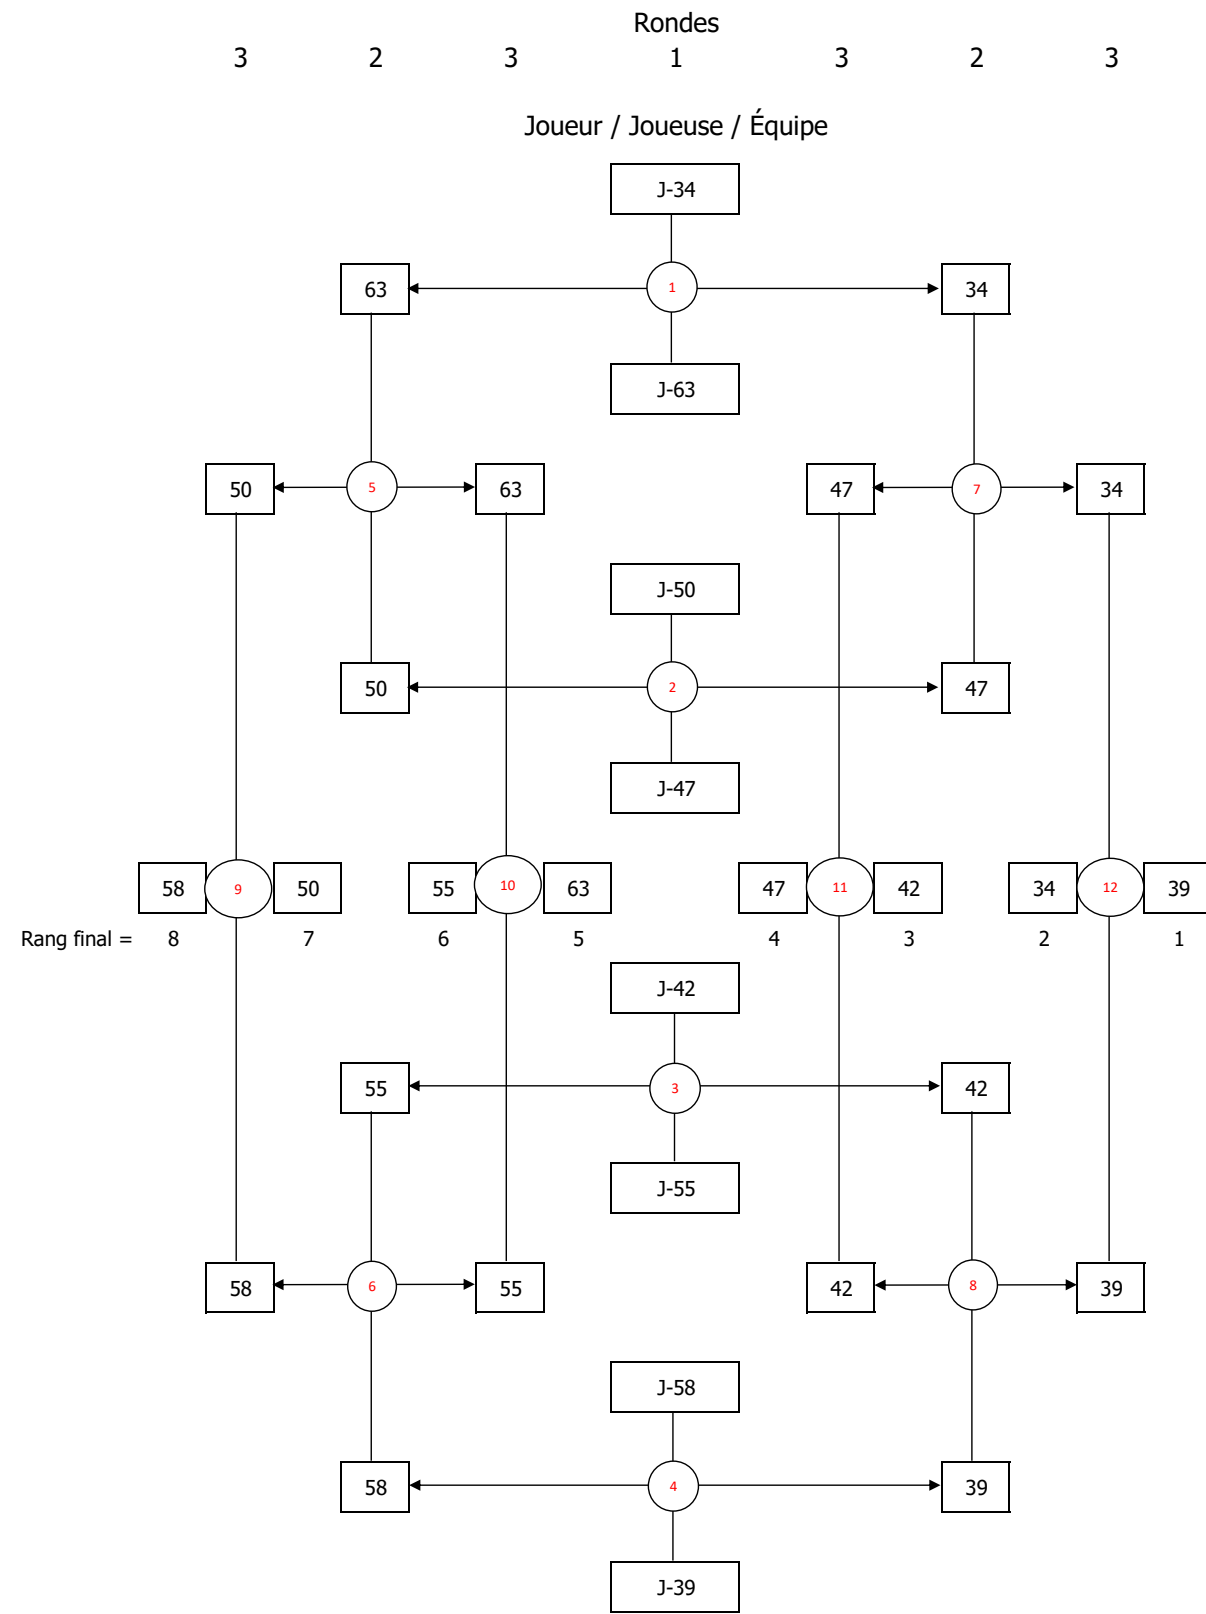 Rondes
3 2 3 1 3 2 3
Joueur / Joueuse / Équipe
J-34
63 1 34
J-63
50 5 63 47 7 34
J-50
50 2 47
J-47
58 9 50 55 10 63 47 11 42 34 12 39
Rang final = 8 7 6 5 4 3 2 1
J-42
55 3 42
J-55
58 6 55 42 8 39
J-58
58 4 39
J-39